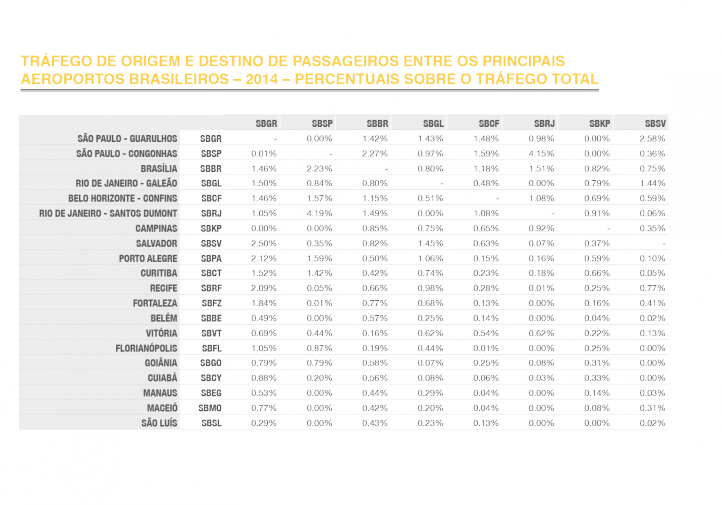 TRÁFEGO DE ORIGEM E DESTINO DE PASSAGEIROS ENTRE OS PRINCIPAIS
AEROPORTOS BRASILEIROS – 2014 – PERCENTUAIS SOBRE O TRÁFEGO TOTAL
SBGR SBSP SBBR SBGL SBCF SBRJ SBKP SBSV
SÃO PAULO - GUARULHOS SBGR - 0.00% 1.42% 1.43% 1.48% 0.98% 0.00% 2.58%
SÃO PAULO - CONGONHAS SBSP 0.01% - 2.27% 0.97% 1.59% 4.15% 0.00% 0.36%
BRASÍLIA SBBR 1.46% 2.23% - 0.80% 1.18% 1.51% 0.82% 0.75%
RIO DE JANEIRO - GALEÃO SBGL 1.50% 0.84% 0.80% - 0.48% 0.00% 0.79% 1.44%
BELO HORIZONTE - CONFINS SBCF 1.46% 1.57% 1.15% 0.51% - 1.08% 0.69% 0.59%
RIO DE JANEIRO - SANTOS DUMONT SBRJ 1.05% 4.19% 1.49% 0.00% 1.08% - 0.91% 0.06%
CAMPINAS SBKP 0.00% 0.00% 0.85% 0.75% 0.65% 0.92% - 0.35%
SALVADOR SBSV 2.50% 0.35% 0.82% 1.45% 0.63% 0.07% 0.37% -
PORTO ALEGRE SBPA 2.12% 1.59% 0.50% 1.06% 0.15% 0.16% 0.59% 0.10%
CURITIBA SBCT 1.52% 1.42% 0.42% 0.74% 0.23% 0.18% 0.66% 0.05%
RECIFE SBRF 2.09% 0.05% 0.66% 0.98% 0.28% 0.01% 0.25% 0.77%
FORTALEZA SBFZ 1.84% 0.01% 0.77% 0.68% 0.13% 0.00% 0.16% 0.41%
BELÉM SBBE 0.49% 0.00% 0.57% 0.25% 0.14% 0.00% 0.04% 0.02%
VITÓRIA SBVT 0.69% 0.44% 0.16% 0.62% 0.54% 0.62% 0.22% 0.13%
FLORIANÓPOLIS SBFL 1.05% 0.87% 0.19% 0.44% 0.01% 0.00% 0.25% 0.00%
GOIÂNIA SBGO 0.79% 0.79% 0.58% 0.07% 0.25% 0.08% 0.31% 0.00%
CUIABÁ SBCY 0.88% 0.20% 0.56% 0.08% 0.06% 0.03% 0.33% 0.00%
MANAUS SBEG 0.53% 0.00% 0.44% 0.29% 0.04% 0.00% 0.14% 0.03%
MACEIÓ SBMO 0.77% 0.00% 0.42% 0.20% 0.04% 0.00% 0.08% 0.31%
SÃO LUÍS SBSL 0.29% 0.00% 0.43% 0.23% 0.13% 0.00% 0.00% 0.02%